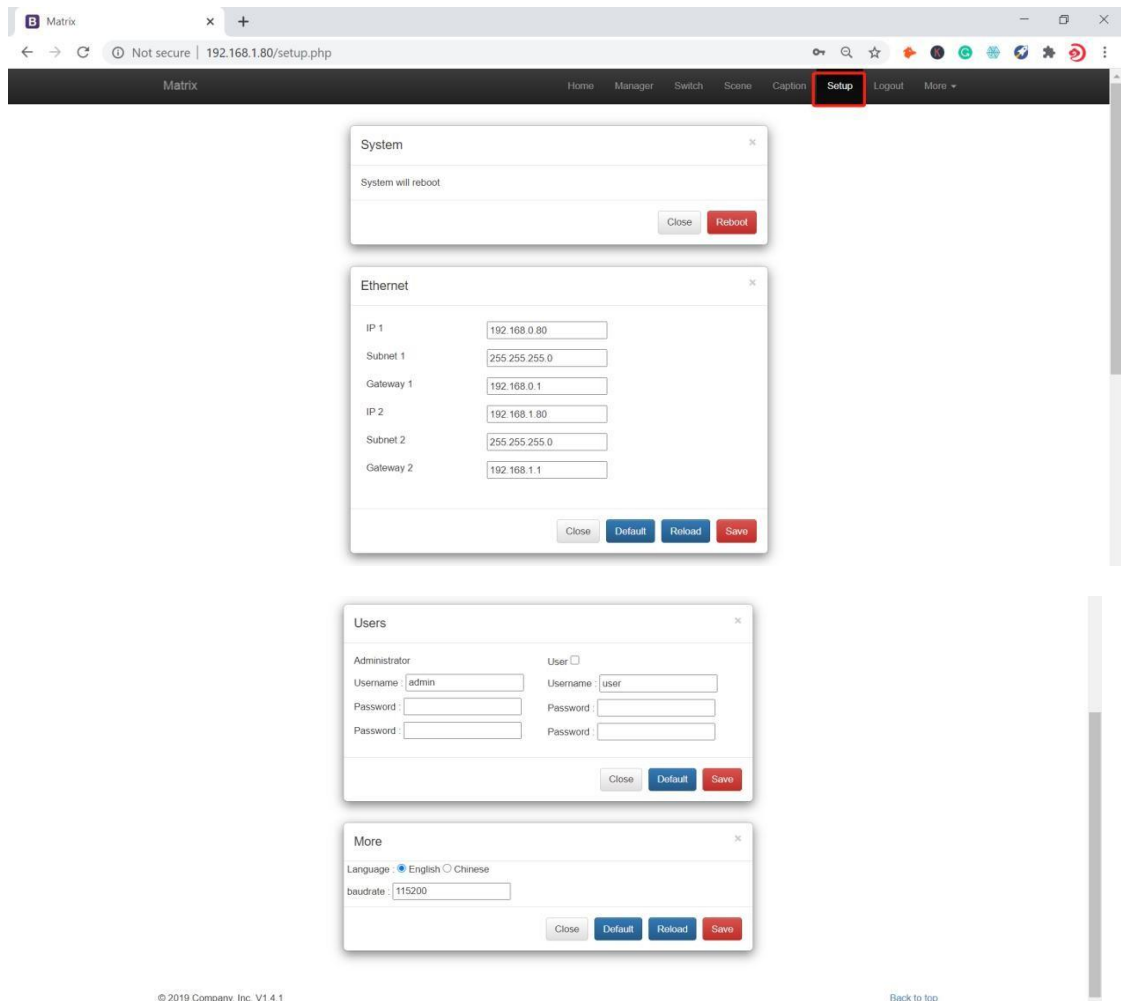 Matrix
Not secure | 192.168.1.80/setup.php
Matrix Home Manager Switch Scene Caption Setup Logout More
System
System will reboot
Close Reboot
Ethernet
IP 1 192.168.0.80
Subnet 1 255.255.255.0
Gateway 1 192.168.0.1
IP 2 192.168.1.80
Subnet 2 255.255.255.0
Gateway 2 192.168.1.1
Close Default Reload Save
Users
Administrator User
Username : admin Username : user
Password : Password :
Password : Password :
Close Default Save
More
Language : English Chinese
baudrate : 115200
Close Default Reload Save
© 2019 Company, Inc. V1.4.1 Back to top